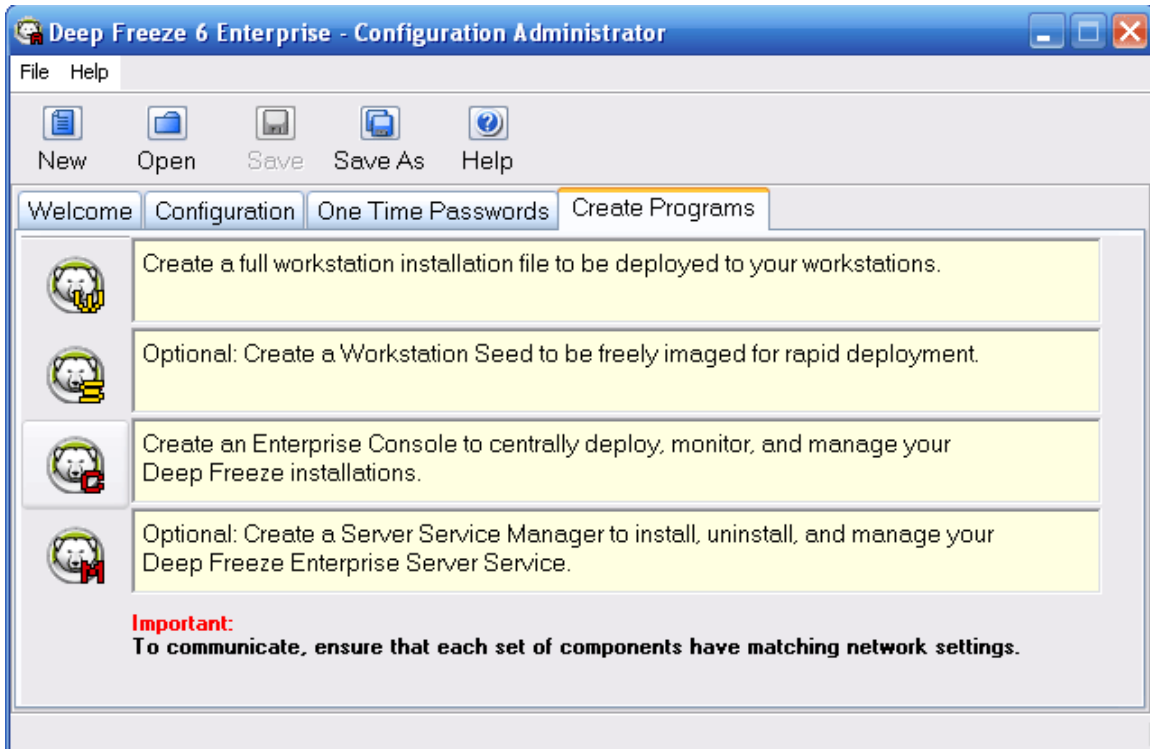 Deep Freeze 6 Enterprise - Configuration Administrator
File Help
New Open Save Save As Help
Welcome Configuration One Time Passwords Create Programs
W
Create a full workstation installation file to be deployed to your workstations.
S
Optional: Create a Workstation Seed to be freely imaged for rapid deployment.
C
Create an Enterprise Console to centrally deploy, monitor, and manage your
Deep Freeze installations.
M
Optional: Create a Server Service Manager to install, uninstall, and manage your
Deep Freeze Enterprise Server Service.
Important:
To communicate, ensure that each set of components have matching network settings.